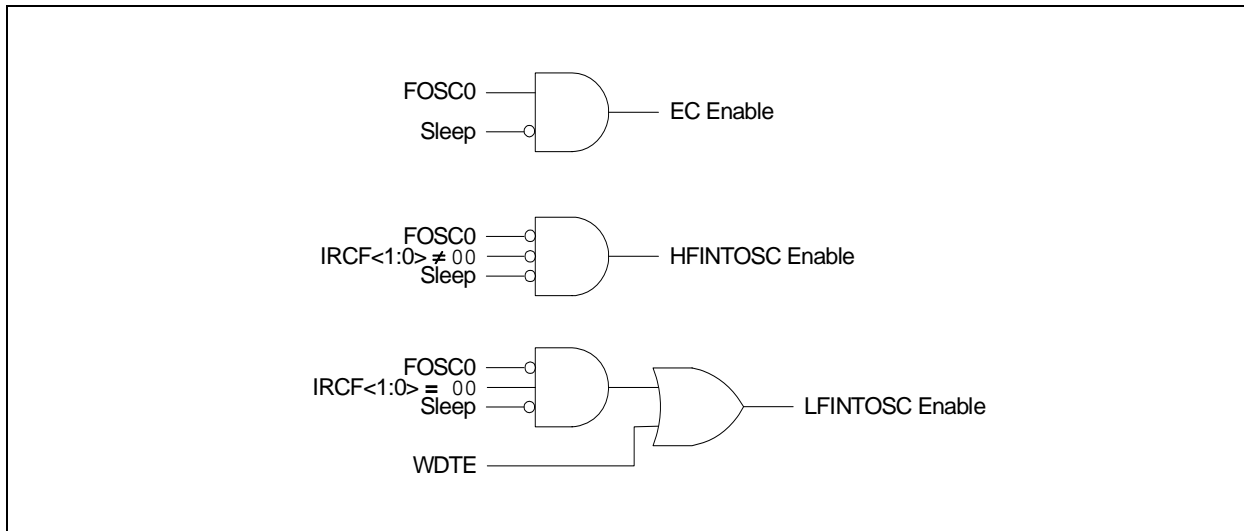 FOSC0
Sleep
EC Enable
FOSC0
IRCF<1:0> ≠ 00
Sleep
HFINTOSC Enable
FOSC0
IRCF<1:0> = 00
Sleep
WDTE
LFINTOSC Enable